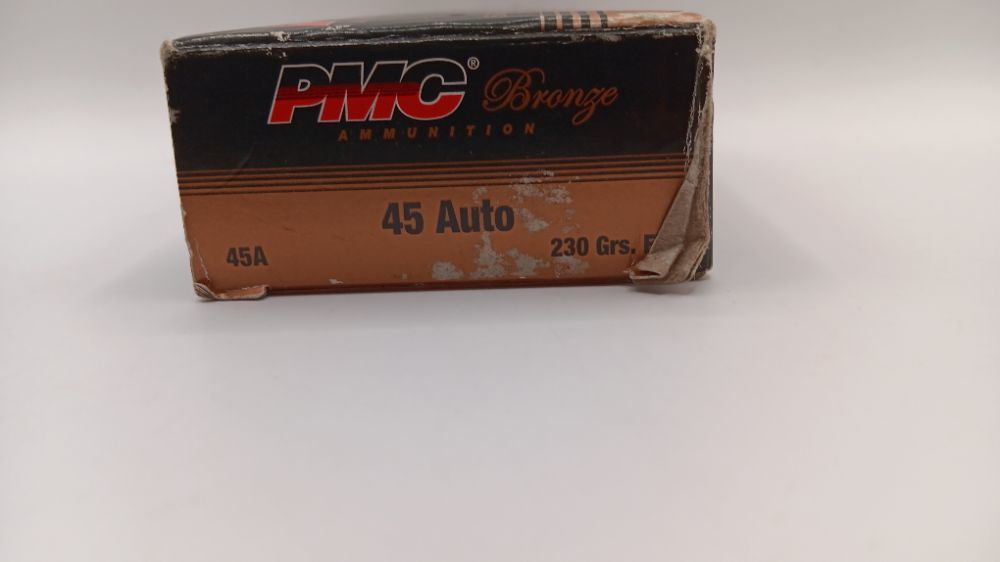 PMC® Bronze
AMMUNITION
45 Auto
45A 230 Grs.